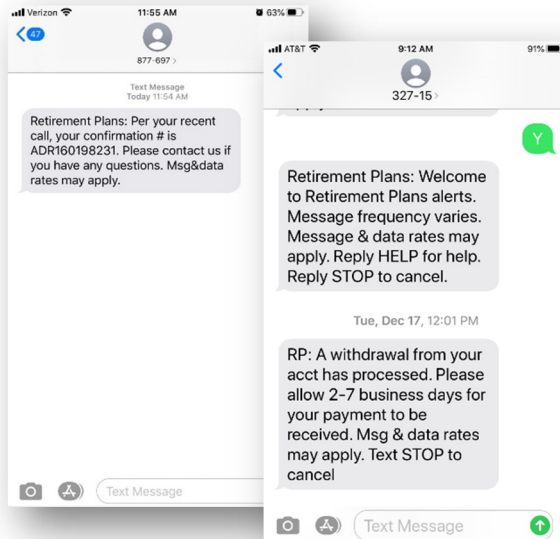 Verizon
11:55 AM
63%
47
877-697 >
Text Message
Today 11:54 AM
Retirement Plans: Per your recent
call, your confirmation # is
ADR160198231. Please contact us if
you have any questions. Msg&data
rates may apply.
Text Message
AT&T
9:12 AM
91%
327-15 >
Y
Retirement Plans: Welcome
to Retirement Plans alerts.
Message frequency varies.
Message & data rates may
apply. Reply HELP for help.
Reply STOP to cancel.
Tue, Dec 17, 12:01 PM
RP: A withdrawal from your
acct has processed. Please
allow 2-7 business days for
your payment to be
received. Msg & data rates
may apply. Text STOP to
cancel
Text Message